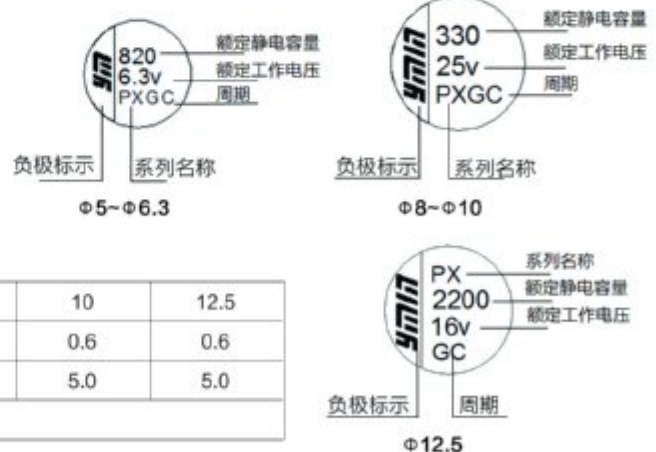 ymin
820
6.3v
PXGC
额定静电容量
额定工作电压
周期
负极标示
系列名称
Φ5~Φ6.3
ymin
330
25v
PXGC
额定静电容量
额定工作电压
周期
负极标示
系列名称
Φ8~Φ10
10 12.5
0.6 0.6
5.0 5.0
ymin
PX
2200
16v
GC
系列名称
额定静电容量
额定工作电压
负极标示
周期
Φ12.5